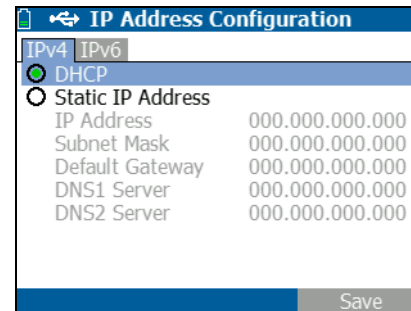 IP Address Configuration
IPv4 IPv6
DHCP
Static IP Address
IP Address 000.000.000.000
Subnet Mask 000.000.000.000
Default Gateway 000.000.000.000
DNS1 Server 000.000.000.000
DNS2 Server 000.000.000.000
Save